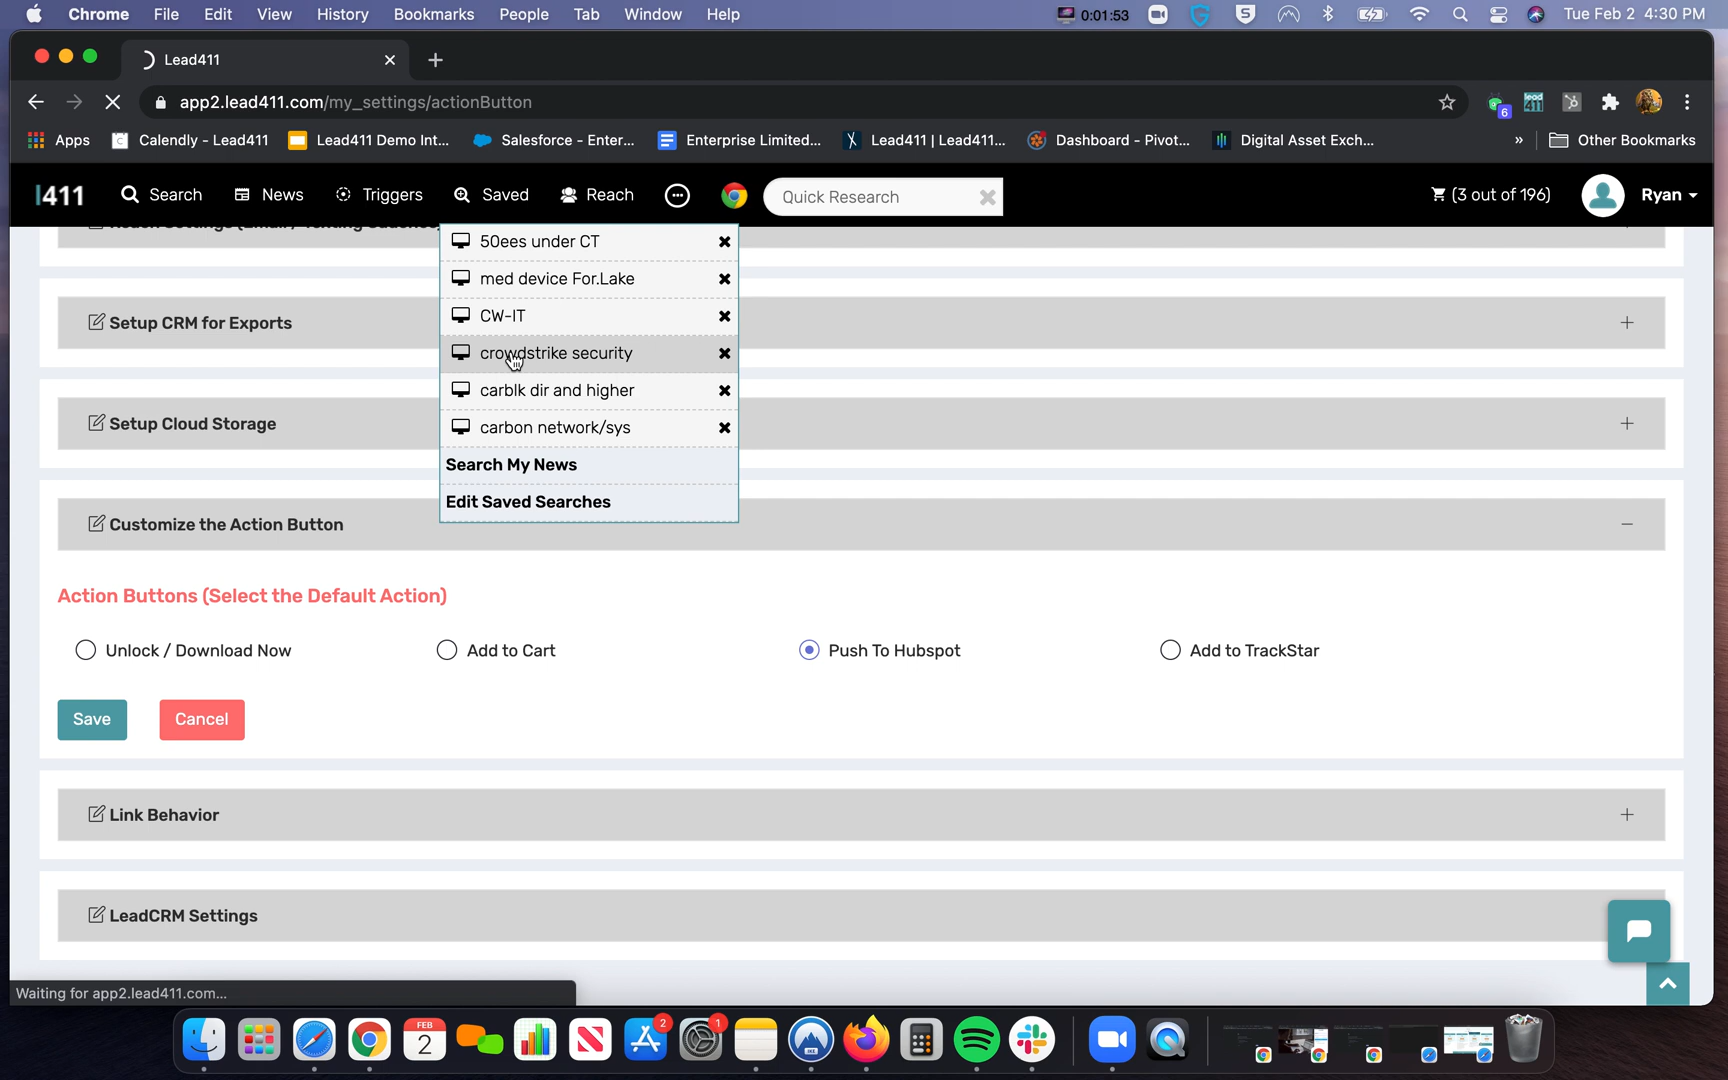 Chrome File Edit View History Bookmarks People Tab Window Help 0:01:53 Tue Feb 2 4:30 PM
Lead411
app2.lead411.com/my_settings/actionButton
6
Apps Calendly - Lead411 Lead411 Demo Int... Salesforce - Enter... Enterprise Limited... Lead411 | Lead411... Dashboard - Pivot... Digital Asset Exch... » Other Bookmarks
l411 Search News Triggers Saved Reach Quick Research (3 out of 196) Ryan
50ees under CT
med device For.Lake
CW-IT
crowdstrike security
carblk dir and higher
carbon network/sys
Search My News
Edit Saved Searches
Setup CRM for Exports
Setup Cloud Storage
Customize the Action Button
Action Buttons (Select the Default Action)
Unlock / Download Now Add to Cart Push To Hubspot Add to TrackStar
Save Cancel
Link Behavior
LeadCRM Settings
Waiting for app2.lead411.com...
FEB
2
2
1